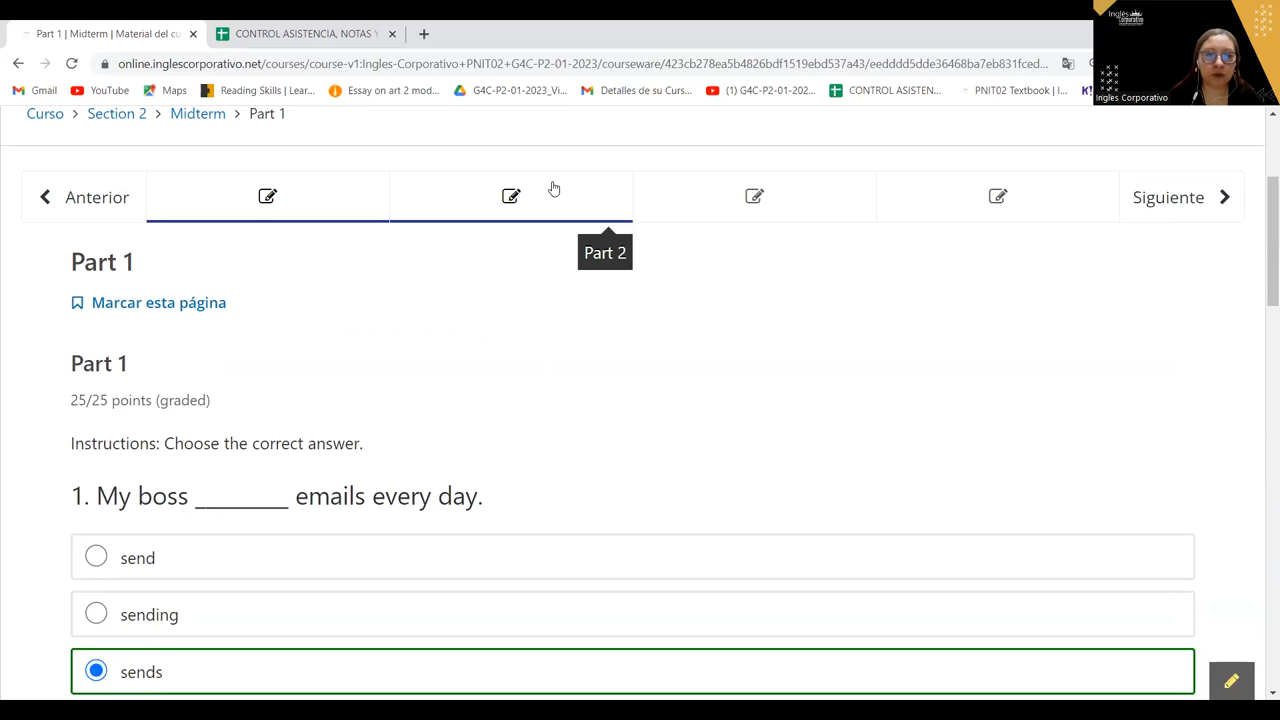 Part 1 | Midterm | Material del cu
CONTROL ASISTENCIA, NOTAS Y
online.inglescorporativo.net/courses/course-v1:Ingles-Corporativo+PNIT02+G4C-P2-01-2023/courseware/423cb278ea5b4826bdf1519ebd537a43/eedddd5dde36468ba7eb831fced...
Gmail YouTube Maps Reading Skills | Lear... Essay on art 2 mod... G4C-P2-01-2023_Vi... Detalles de su Curs... (1) G4C-P2-01-202... CONTROL ASISTEN... PNIT02 Textbook | I...
Inglés
Corporativo
Ingles Corporativo
Curso > Section 2 > Midterm > Part 1
Anterior
Siguiente
Part 2
Part 1
Marcar esta página
Part 1
25/25 points (graded)
Instructions: Choose the correct answer.
1. My boss ________ emails every day.
send
sending
sends